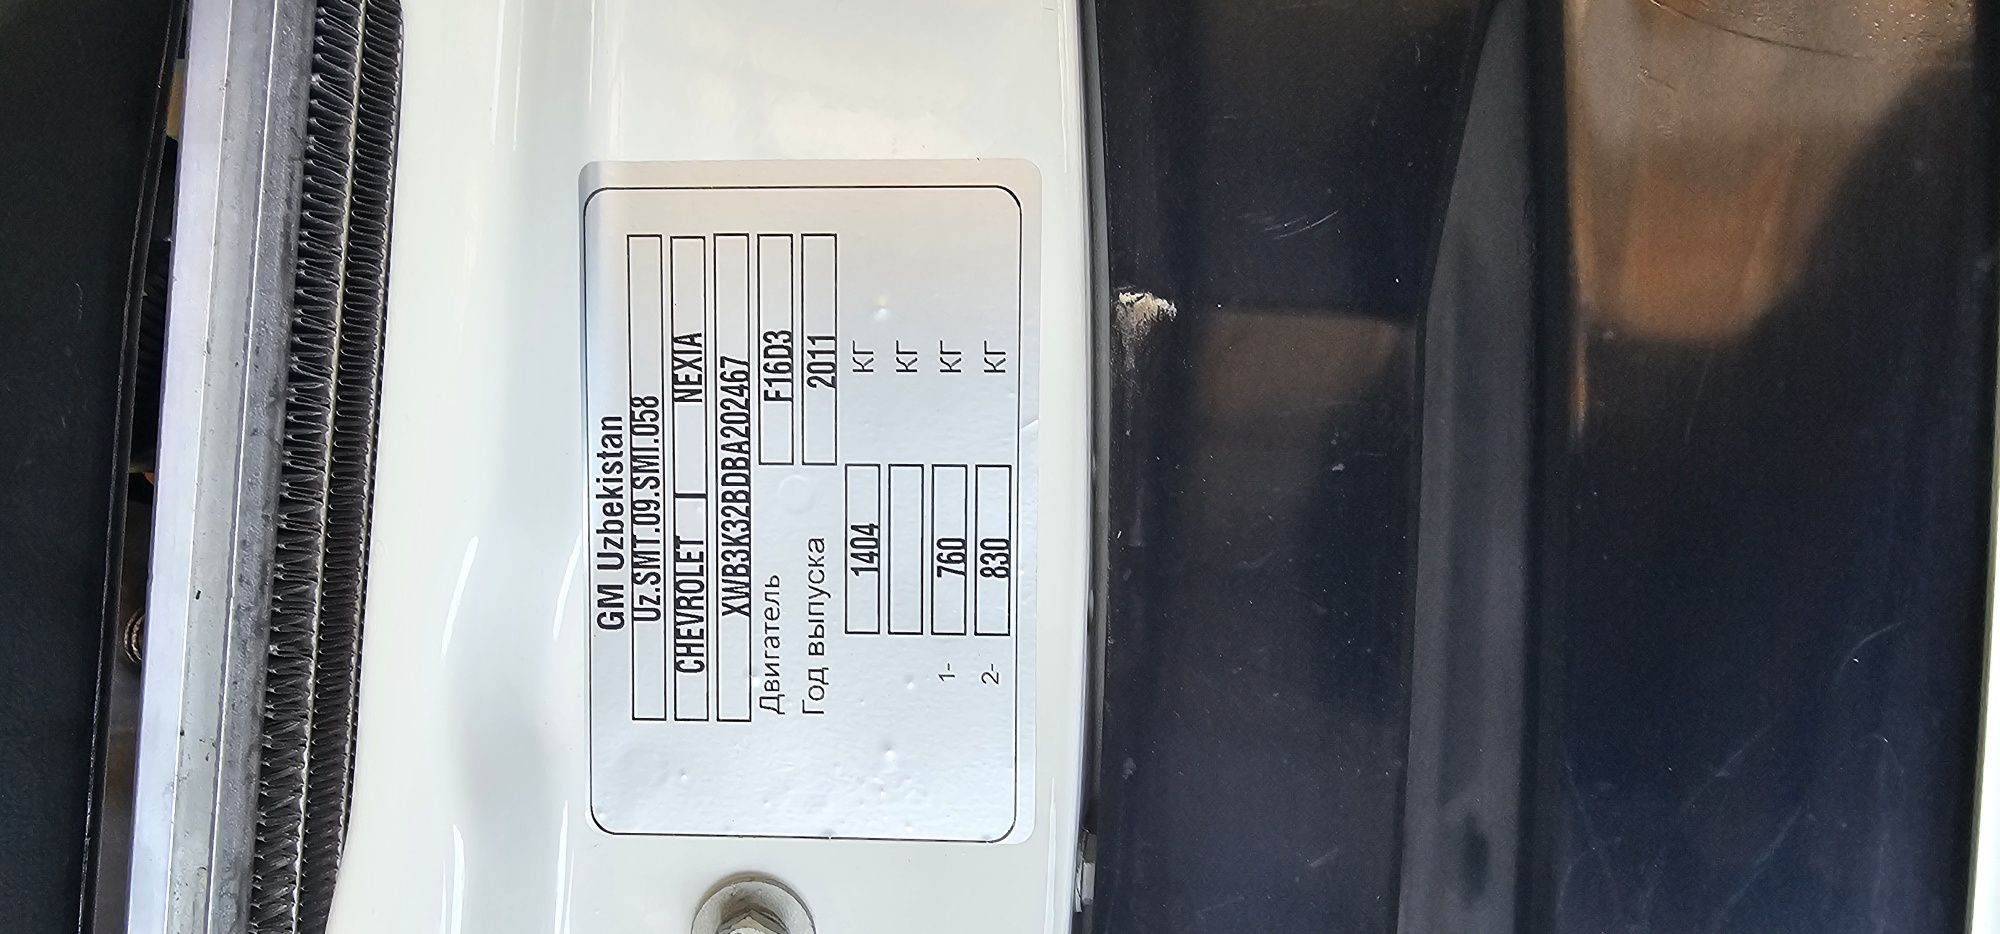 GM Uzbekistan
Uz.SMT.09.SMI.058
CHEVROLET NEXIA
XWB3K32BDBA202467
Двигатель F16D3
Год выпуска 2011
1404 КГ
КГ
1- 760 КГ
2- 830 КГ